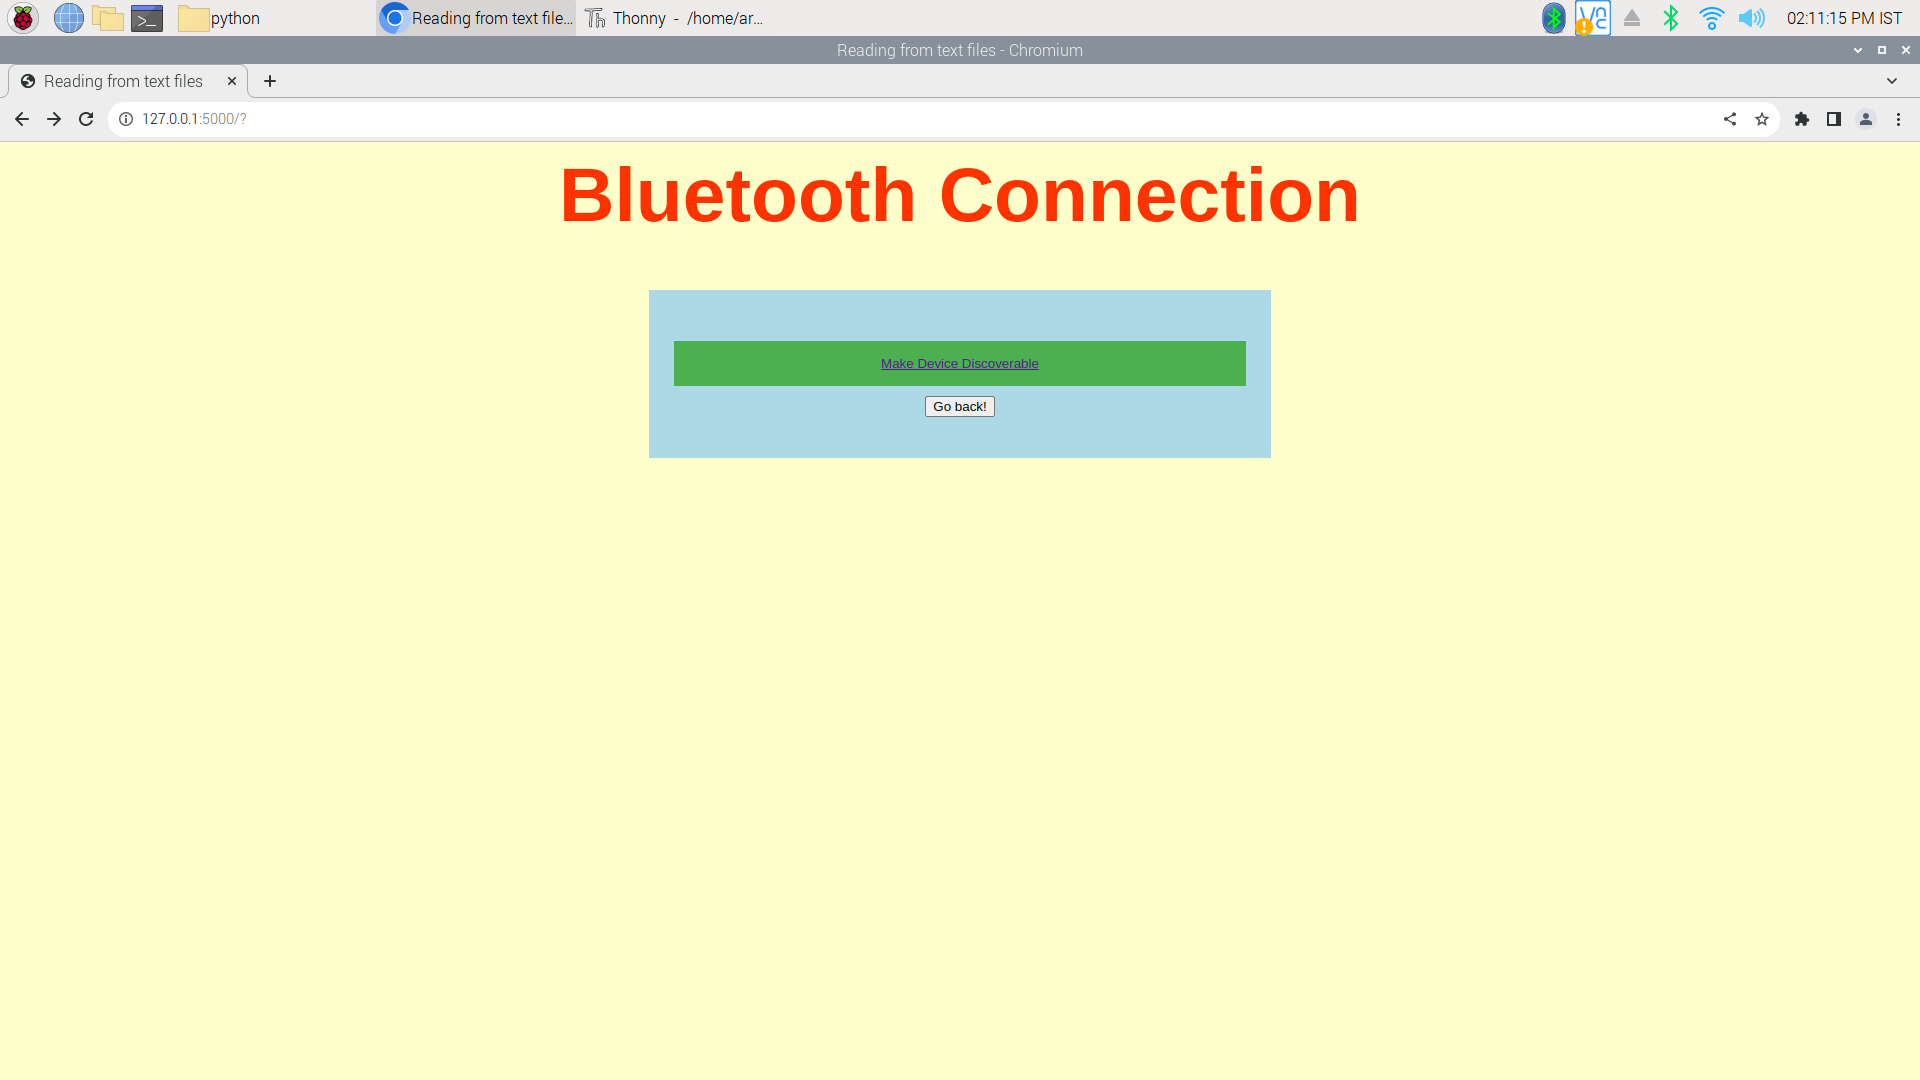 python
Reading from text file...
Thonny - /home/ar...
02:11:15 PM IST
Reading from text files - Chromium
Reading from text files
127.0.0.1:5000/?
Bluetooth Connection
Make Device Discoverable
Go back!